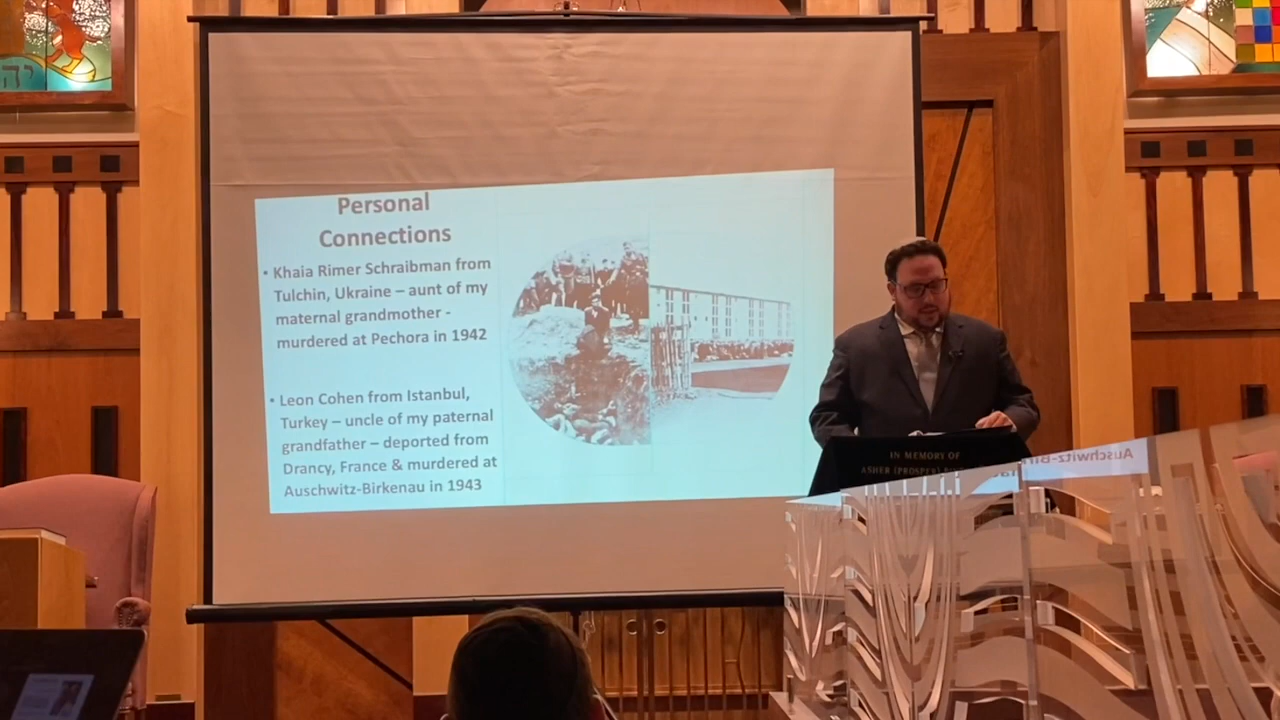 Personal
Connections
• Khaia Rimer Schraibman from
Tulchin, Ukraine – aunt of my
maternal grandmother -
murdered at Pechora in 1942
• Leon Cohen from Istanbul,
Turkey – uncle of my paternal
grandfather – deported from
Drancy, France & murdered at
Auschwitz-Birkenau in 1943
IN MEMORY OF
ASHER (PROSPER)